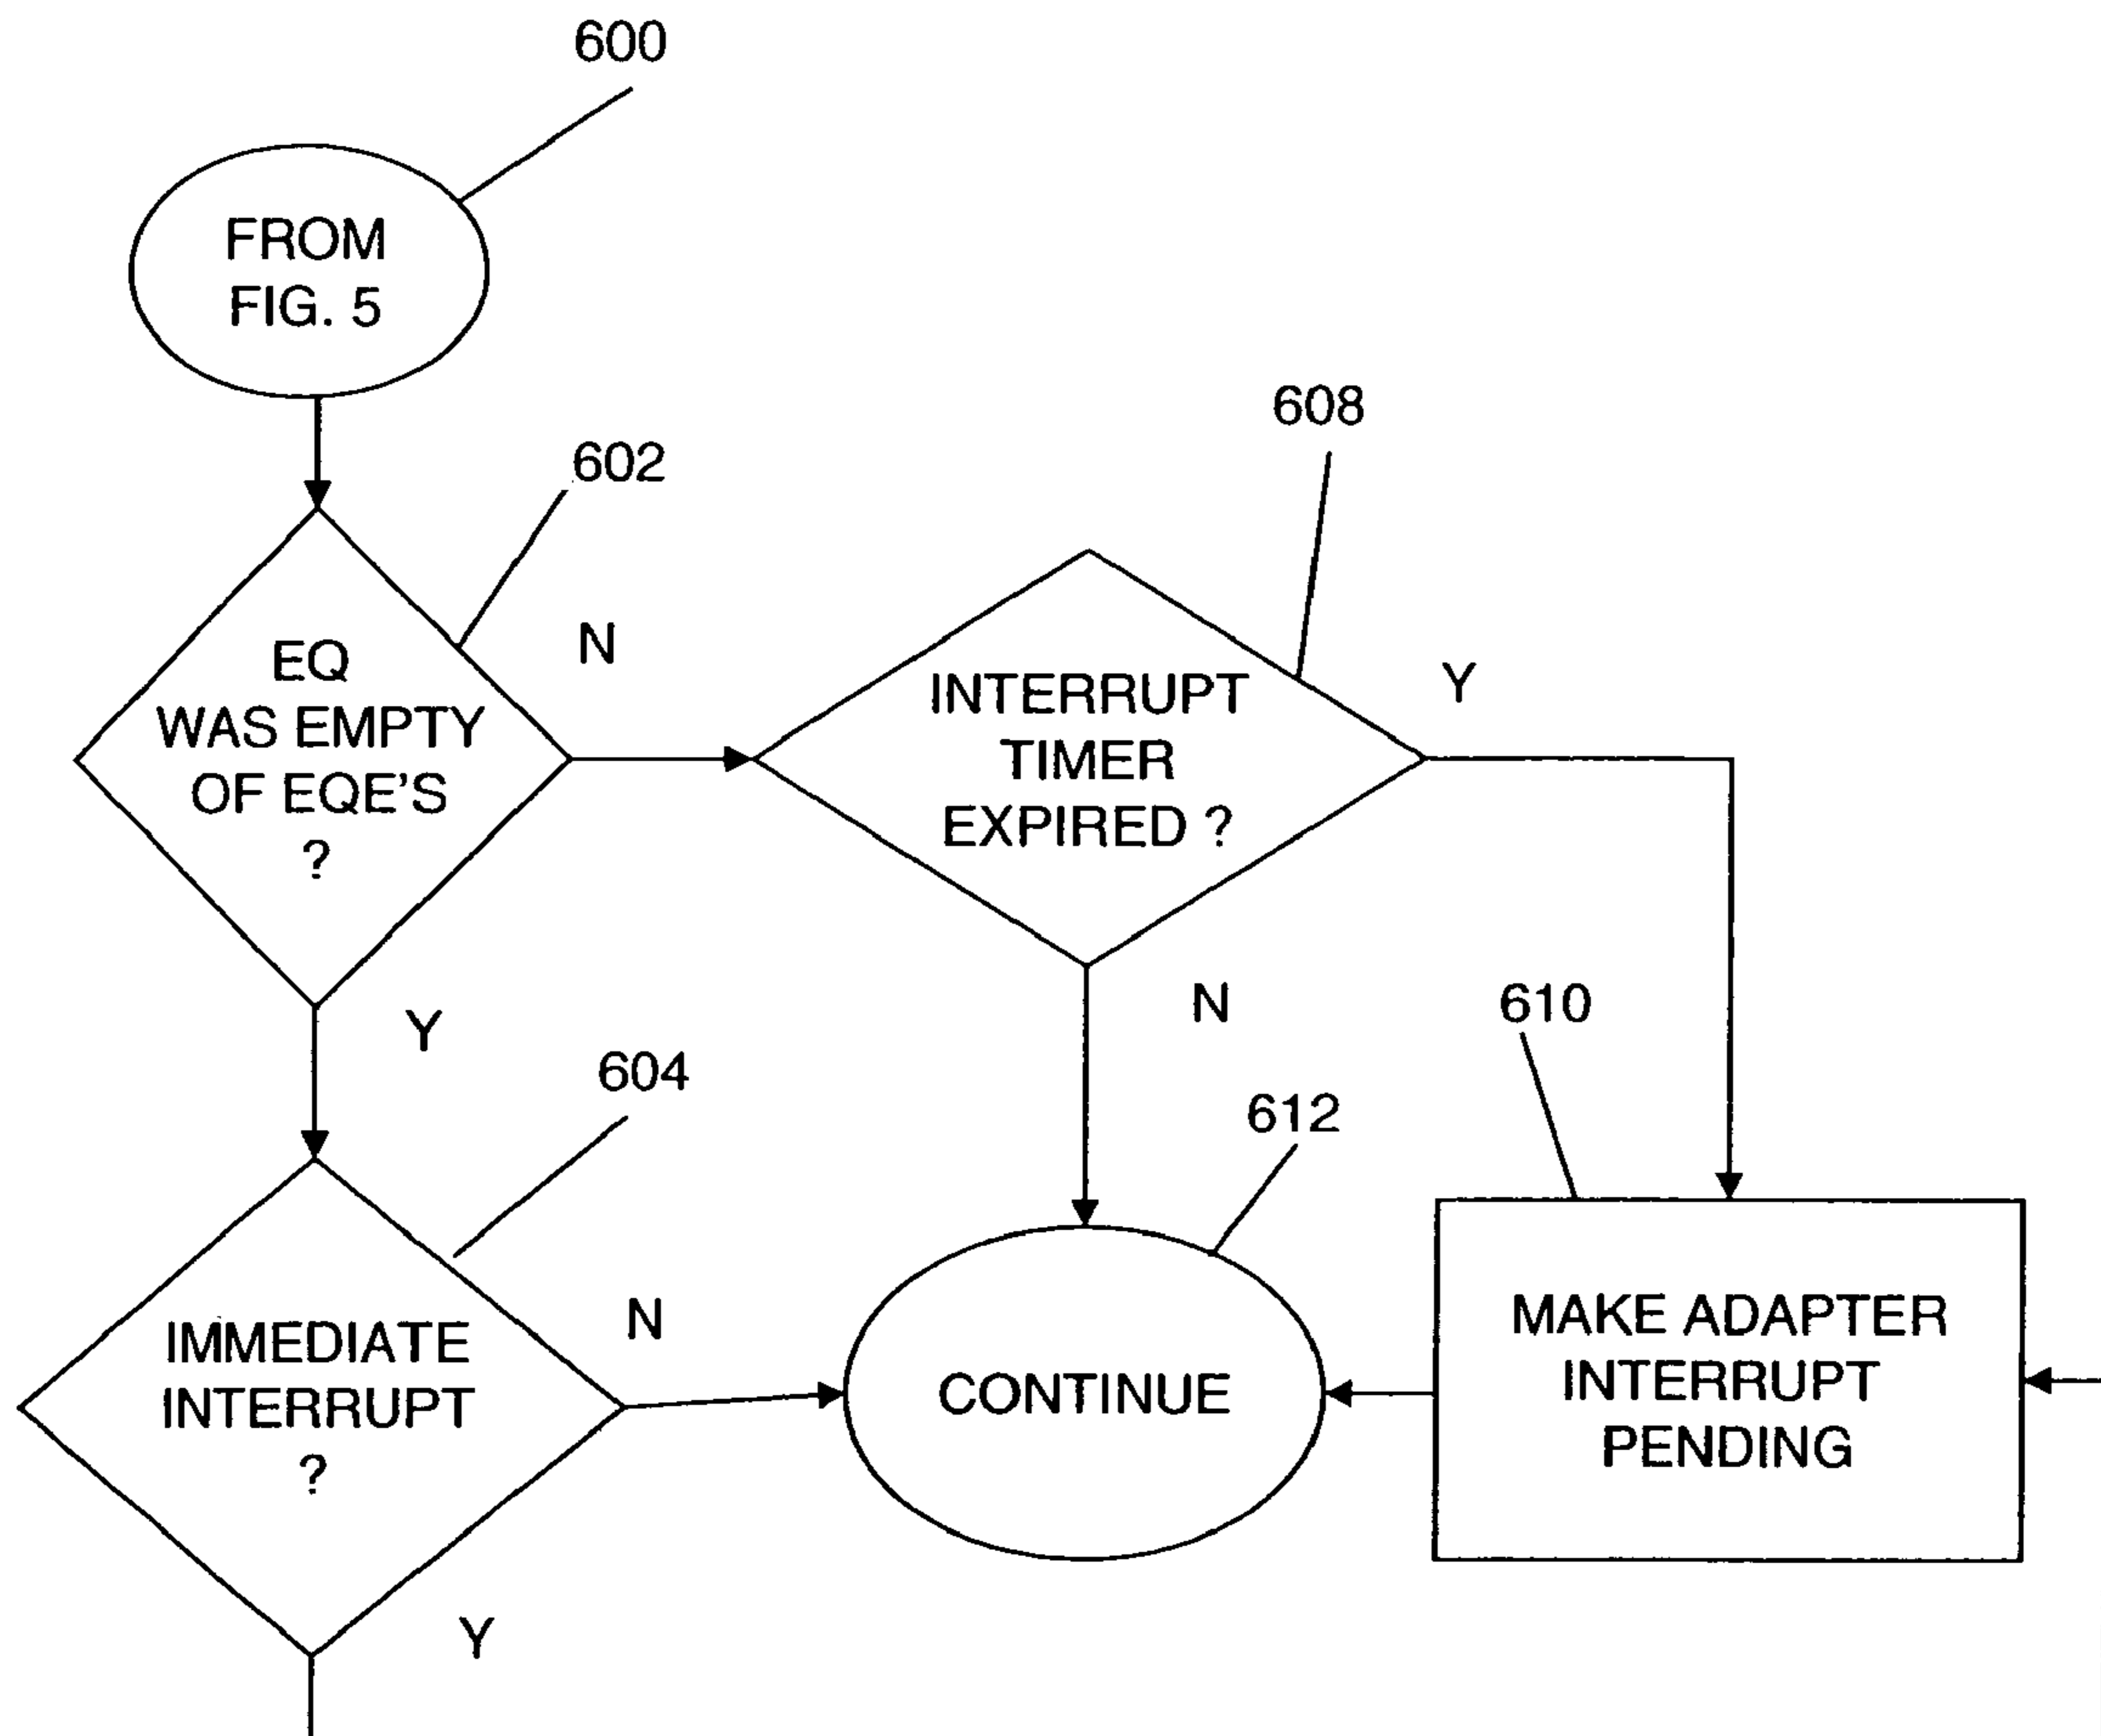 600
FROM
FIG. 5
602
EQ
WAS EMPTY
OF EQE'S
?
N
608
INTERRUPT
TIMER
EXPIRED ?
Y
N
Y
604
IMMEDIATE
INTERRUPT
?
N
Y
612
CONTINUE
610
MAKE ADAPTER
INTERRUPT
PENDING